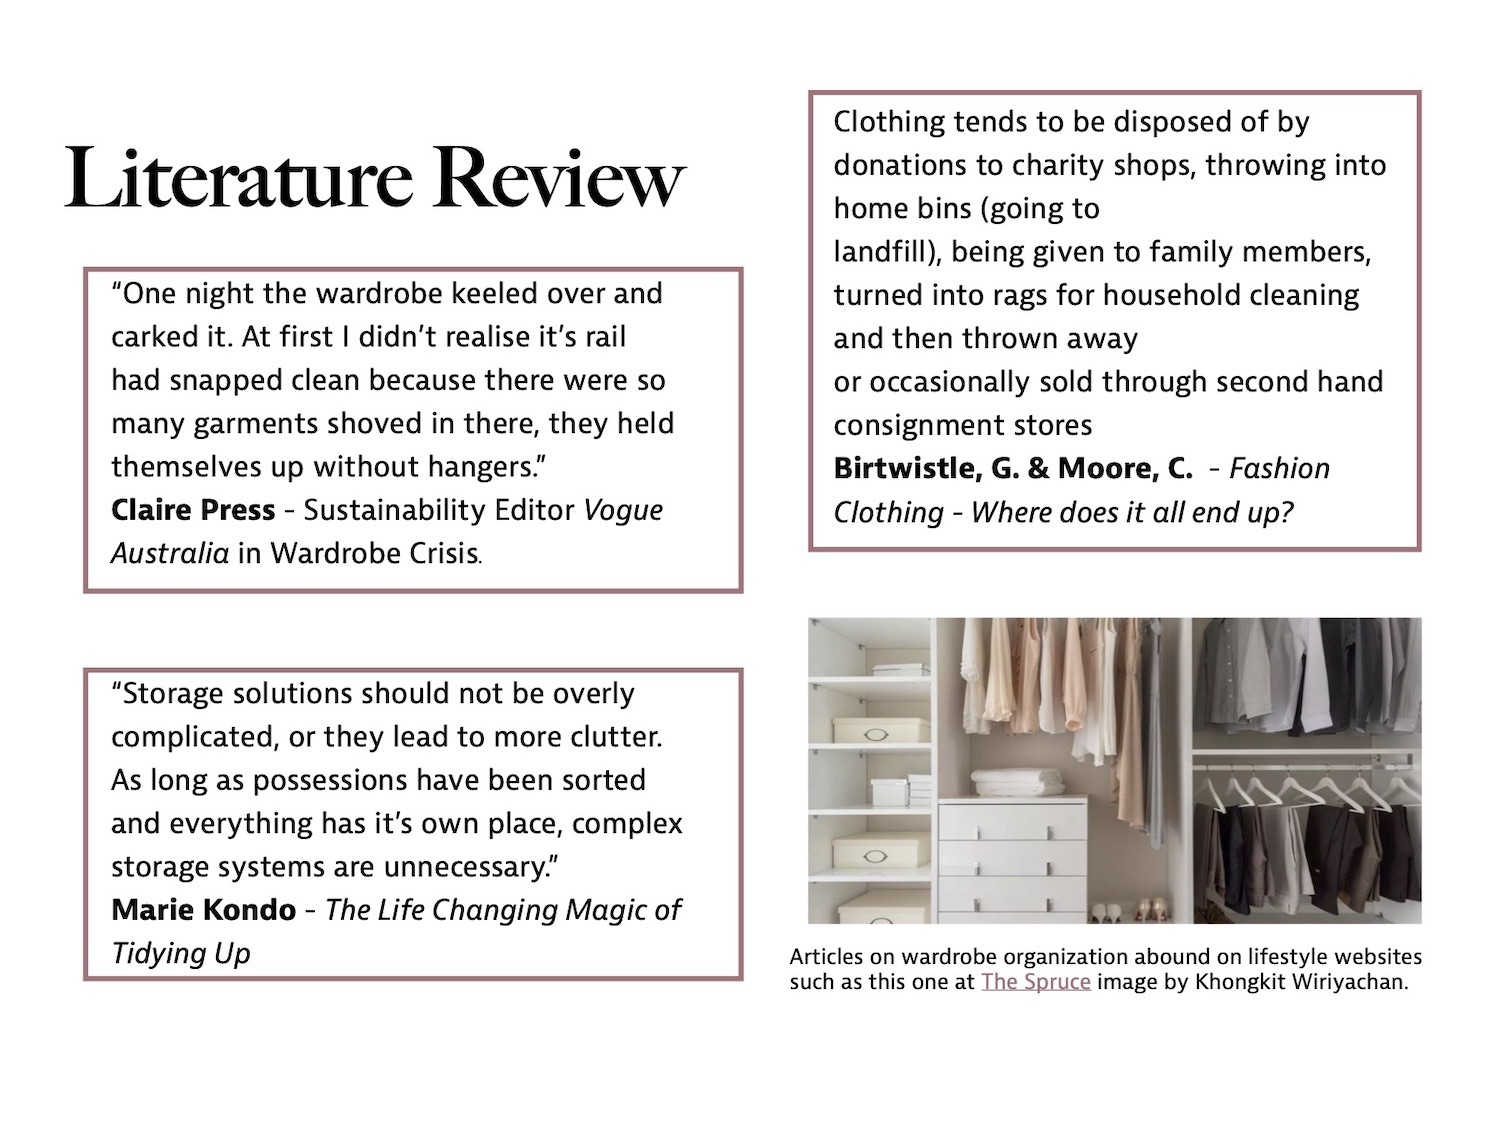 Literature Review
“One night the wardrobe keeled over and
carked it. At first I didn’t realise it’s rail
had snapped clean because there were so
many garments shoved in there, they held
themselves up without hangers.”
Claire Press - Sustainability Editor Vogue
Australia in Wardrobe Crisis.
“Storage solutions should not be overly
complicated, or they lead to more clutter.
As long as possessions have been sorted
and everything has it’s own place, complex
storage systems are unnecessary.”
Marie Kondo - The Life Changing Magic of
Tidying Up
Clothing tends to be disposed of by
donations to charity shops, throwing into
home bins (going to
landfill), being given to family members,
turned into rags for household cleaning
and then thrown away
or occasionally sold through second hand
consignment stores
Birtwistle, G. & Moore, C.  - Fashion
Clothing - Where does it all end up?
Articles on wardrobe organization abound on lifestyle websites
such as this one at The Spruce image by Khongkit Wiriyachan.